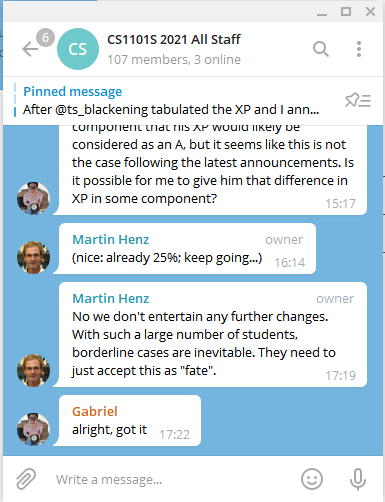 6
CS
CS1101S 2021 All Staff
107 members, 3 online
Pinned message
After @ts_blackening tabulated the XP and I ann...
component that his XP would likely be
considered as an A, but it seems like this is not
the case following the latest announcements. Is
it possible for me to give him that difference in
XP in some component?
15:17
Martin Henz owner
(nice: already 25%; keep going...)
16:14
Martin Henz owner
No we don't entertain any further changes.
With such a large number of students,
borderline cases are inevitable. They need to
just accept this as "fate".
17:19
Gabriel
alright, got it 17:22
Write a message...